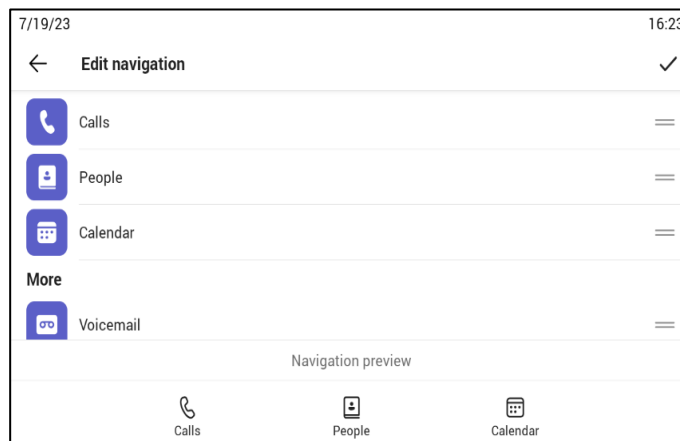 7/19/23 16:23
Edit navigation
Calls
People
Calendar
More
Voicemail
Navigation preview
Calls People Calendar